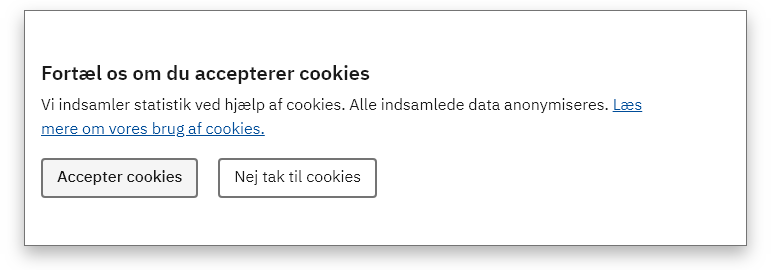 Fortæl os om du accepterer cookies
Vi indsamler statistik ved hjælp af cookies. Alle indsamlede data anonymiseres. Læs
mere om vores brug af cookies.
Accepter cookies
Nej tak til cookies